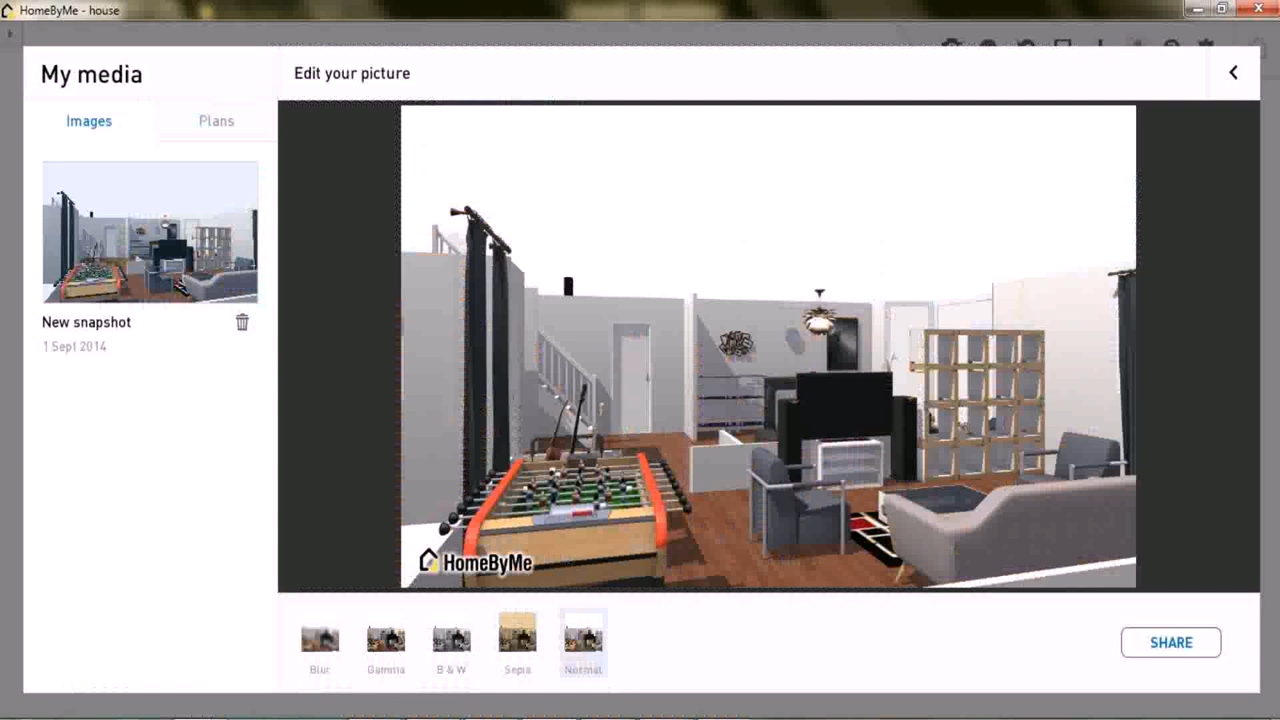 HomeByMe - house
My media
Edit your picture
Images
Plans
New snapshot
1 Sept 2014
HomeByMe
Blur
Gamma
B & W
Sepia
Normal
SHARE